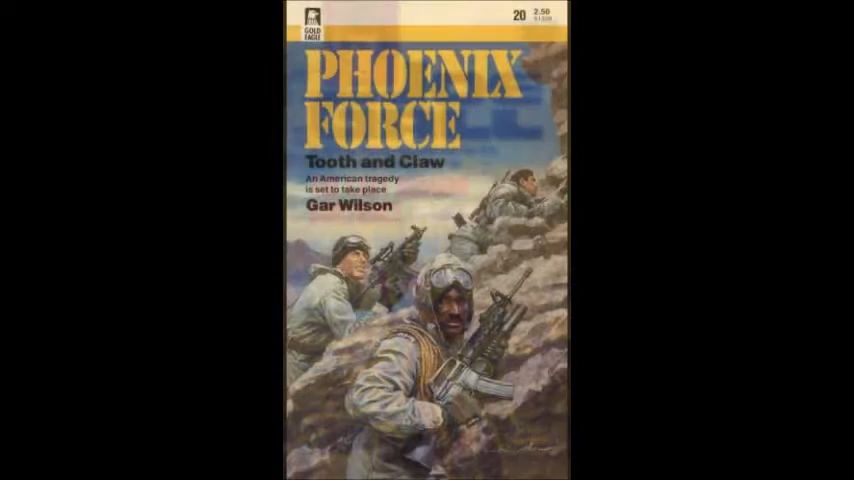 20 2.50
GOLD
EAGLE
PHOENIX
FORCE
Tooth and Claw
An American tragedy
is set to take place
Gar Wilson